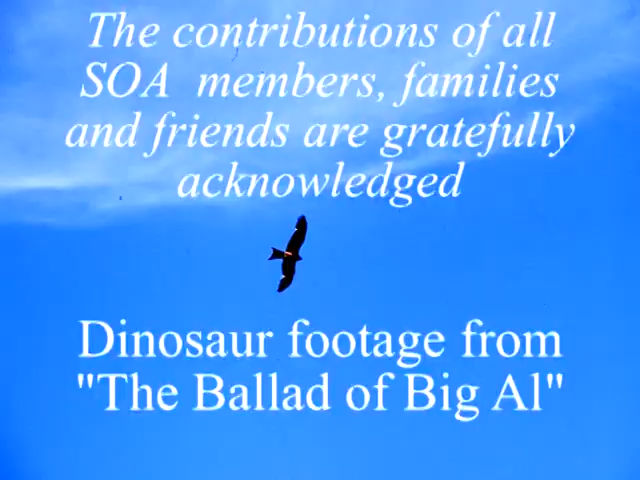 The contributions of all
SOA members, families
and friends are gratefully
acknowledged
Dinosaur footage from
"The Ballad of Big Al"